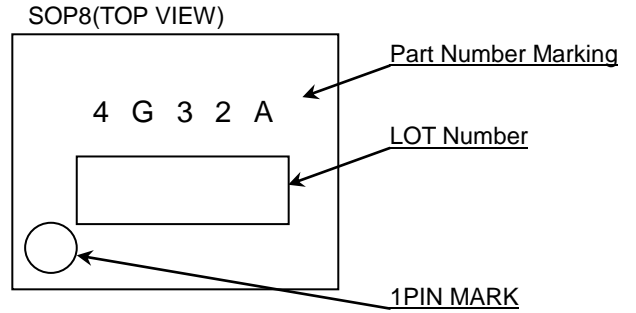 SOP8(TOP VIEW)
Part Number Marking
4 G 3 2 A
LOT Number
1PIN MARK